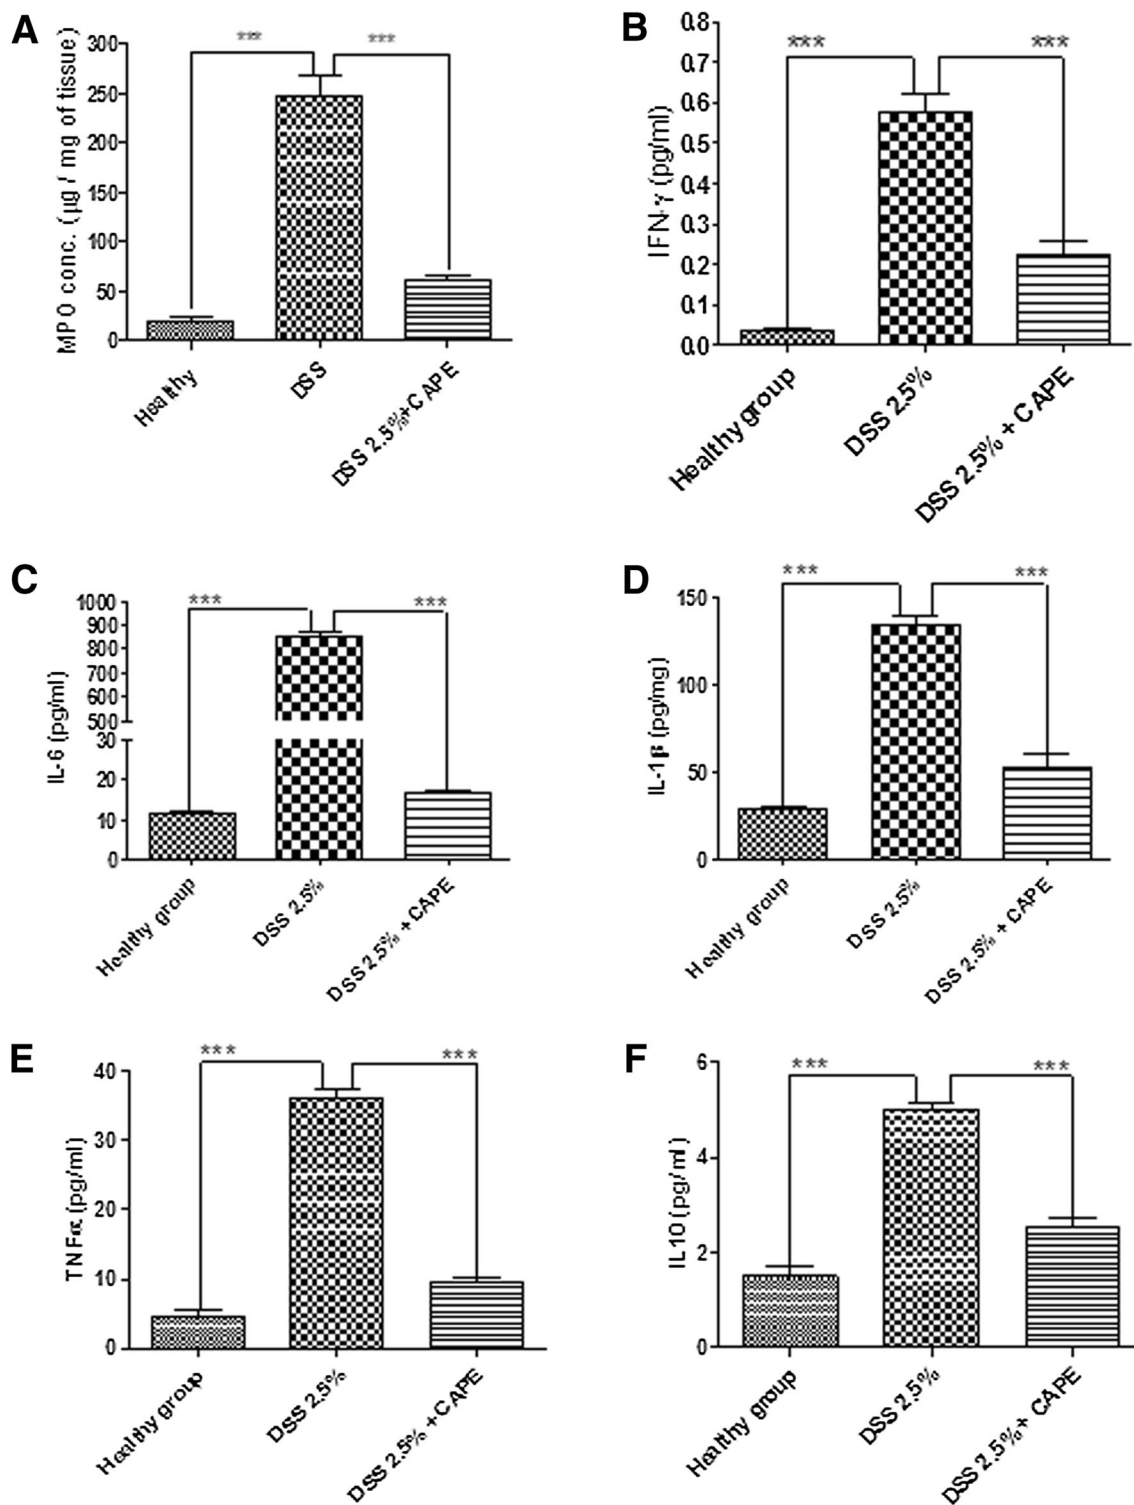 A
MPO conc. (µg / mg of tissue)
300
250
200
150
100
50
0
***
***
Healthy
DSS
DSS 2.5%+CAPE
B
IFN-γ (pg/ml)
0.8
0.7
0.6
0.5
0.4
0.3
0.2
0.1
0.0
***
***
Healthy group
DSS 2.5%
DSS 2.5% + CAPE
C
IL-6 (pg/ml)
1000
900
800
700
600
500
30
20
10
0
***
***
Healthy group
DSS 2.5%
DSS 2.5% + CAPE
D
IL-1β (pg/mg)
150
100
50
0
***
***
Healthy group
DSS 2.5%
DSS 2.5% + CAPE
E
TNFα (pg/ml)
40
30
20
10
0
***
***
Healthy group
DSS 2.5%
DSS 2.5% + CAPE
F
IL10 (pg/ml)
6
4
2
0
***
***
Healthy group
DSS 2.5%
DSS 2.5%+ CAPE